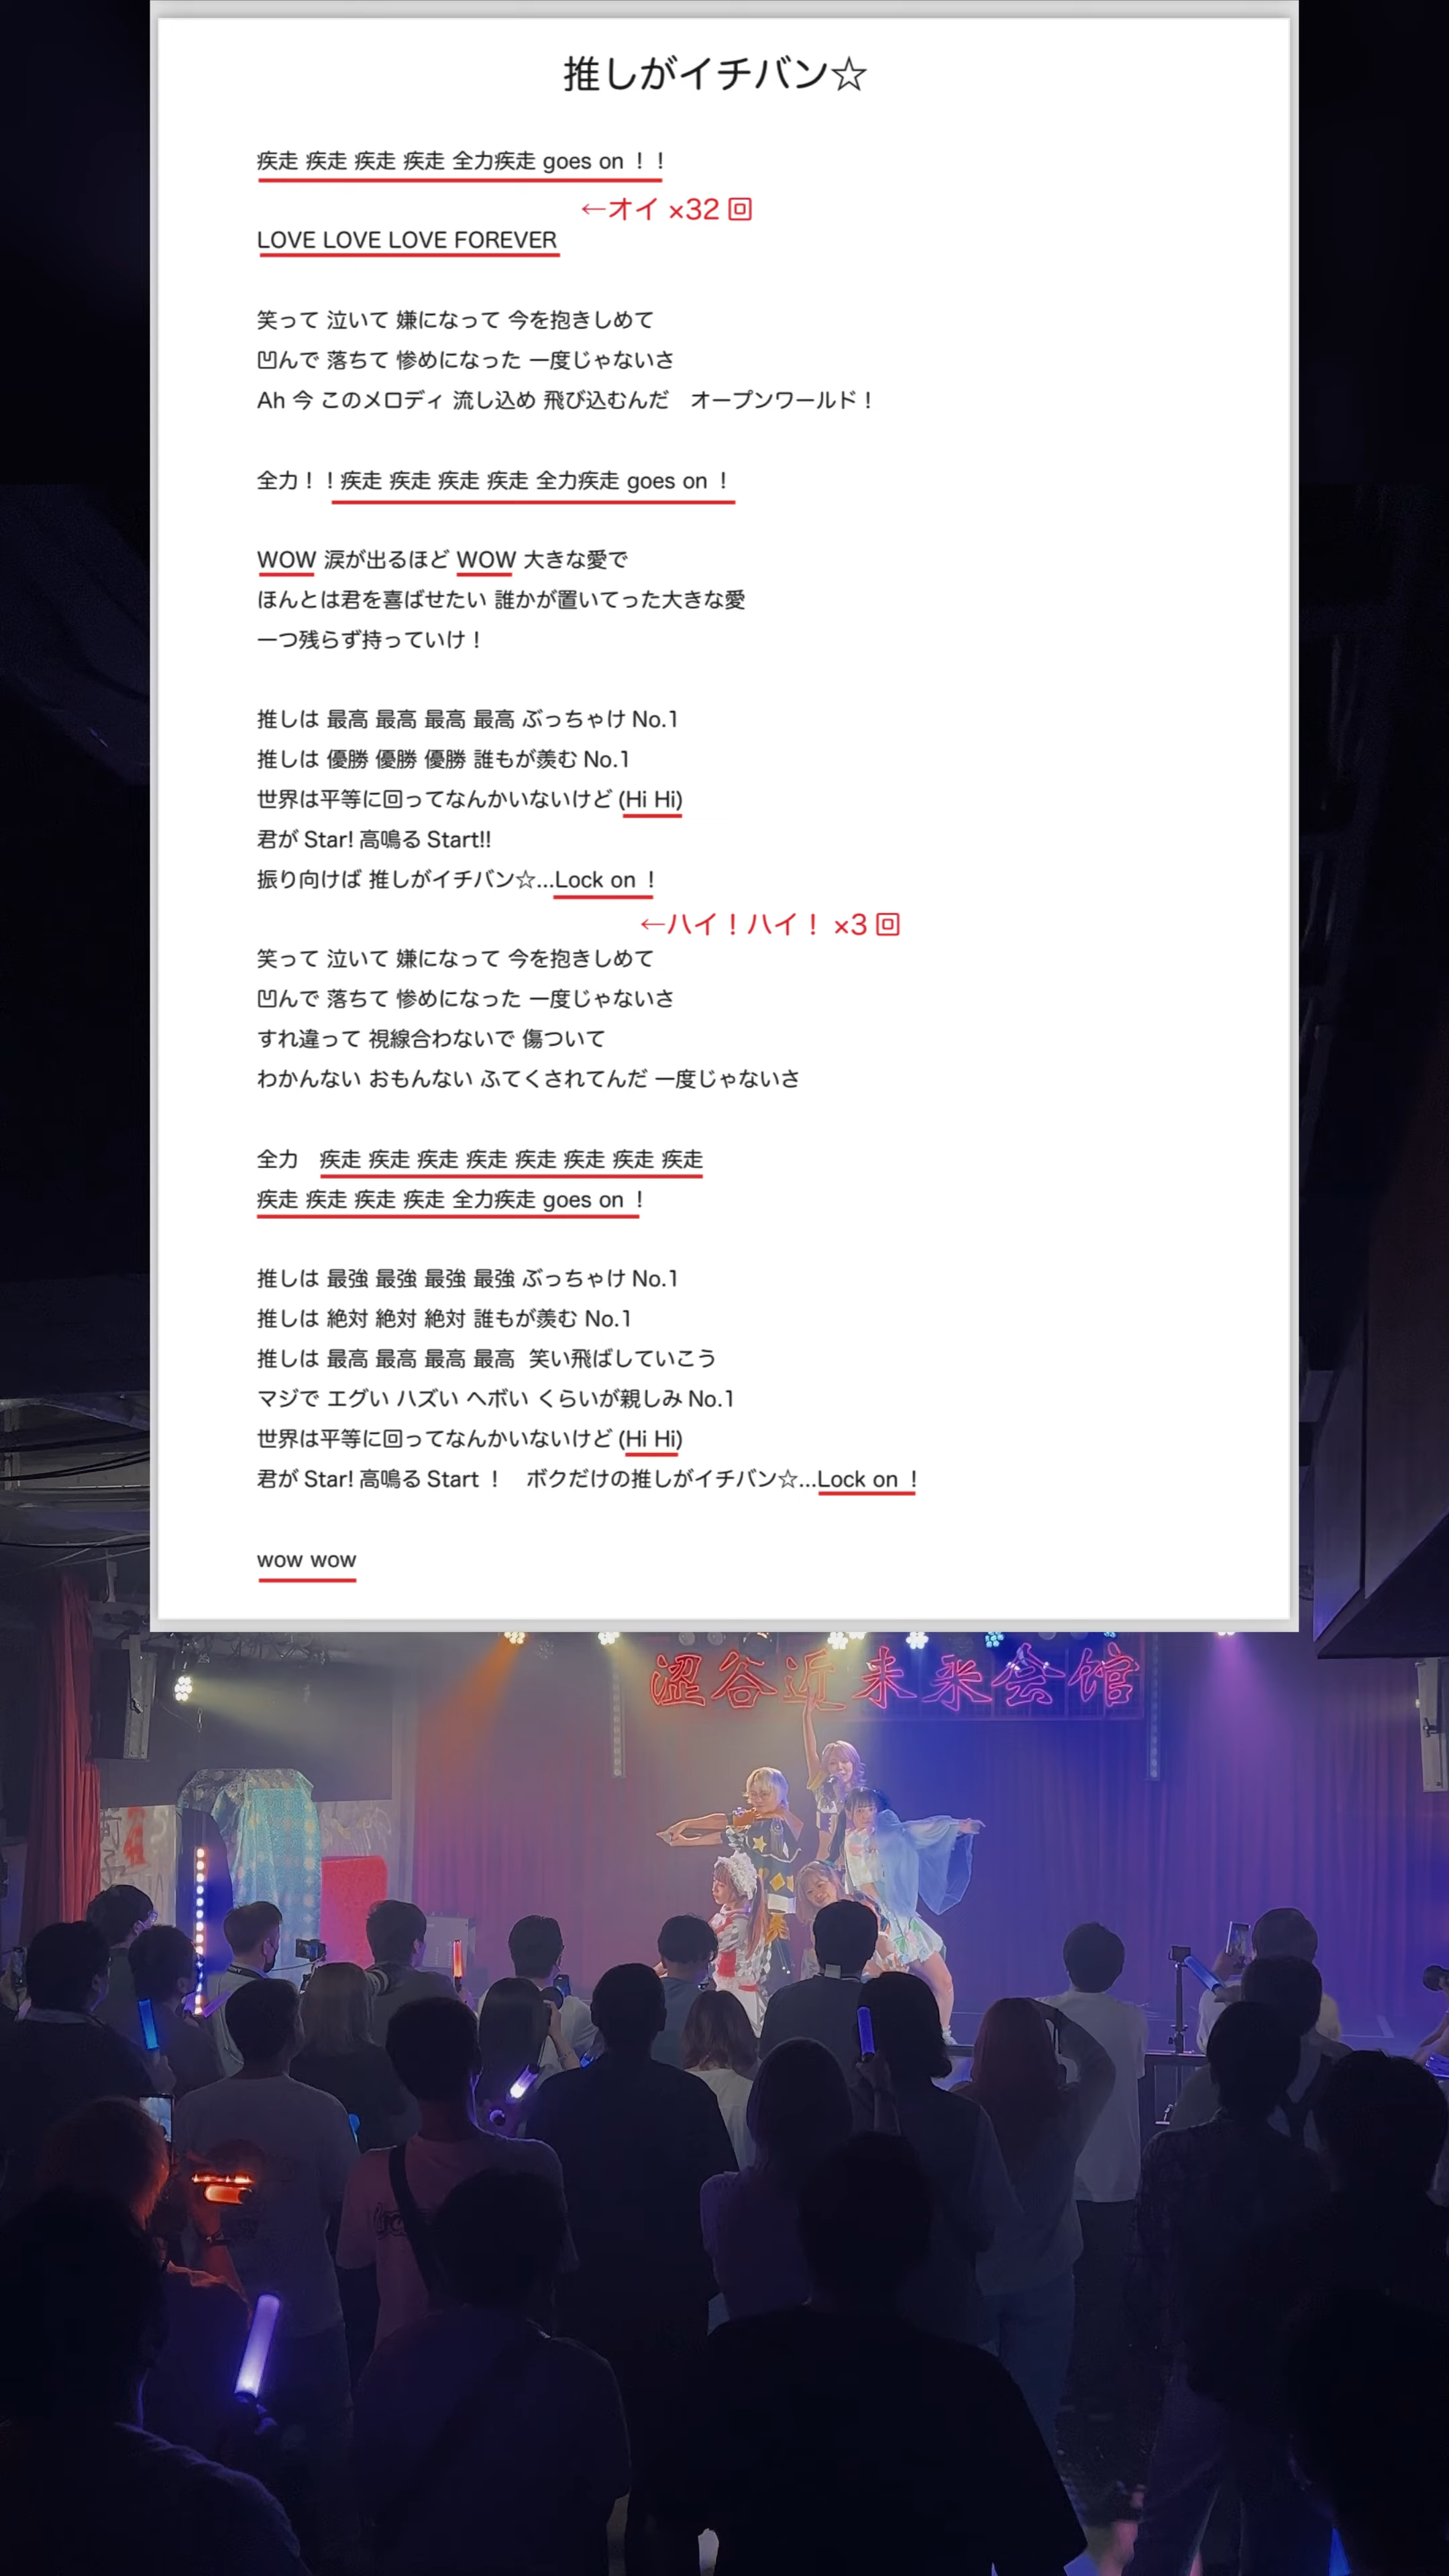 推しがイチバン☆
疾走 疾走 疾走 疾走 全力疾走 goes on ！！
←オイ ×32 回
LOVE LOVE LOVE FOREVER
笑って 泣いて 嫌になって 今を抱きしめて
凹んで 落ちて 惨めになった 一度じゃないさ
Ah 今 このメロディ 流し込め 飛び込むんだ　オープンワールド！
全力！！疾走 疾走 疾走 疾走 全力疾走 goes on ！
WOW 涙が出るほど WOW 大きな愛で
ほんとは君を喜ばせたい 誰かが置いてった大きな愛
一つ残らず持っていけ！
推しは 最高 最高 最高 最高 ぶっちゃけ No.1
推しは 優勝 優勝 優勝 誰もが羨む No.1
世界は平等に回ってなんかいないけど (Hi Hi)
君が Star! 高鳴る Start!!
振り向けば 推しがイチバン☆...Lock on ！
←ハイ！ハイ！ ×3 回
笑って 泣いて 嫌になって 今を抱きしめて
凹んで 落ちて 惨めになった 一度じゃないさ
すれ違って 視線合わないで 傷ついて
わかんない おもんない ふてくされてんだ 一度じゃないさ
全力　疾走 疾走 疾走 疾走 疾走 疾走 疾走 疾走
疾走 疾走 疾走 疾走 全力疾走 goes on ！
推しは 最強 最強 最強 最強 ぶっちゃけ No.1
推しは 絶対 絶対 絶対 誰もが羨む No.1
推しは 最高 最高 最高 最高  笑い飛ばしていこう
マジで エグい ハズい ヘボい くらいが親しみ No.1
世界は平等に回ってなんかいないけど (Hi Hi)
君が Star! 高鳴る Start ！　ボクだけの推しがイチバン☆...Lock on ！
wow wow
澀谷近未来会馆